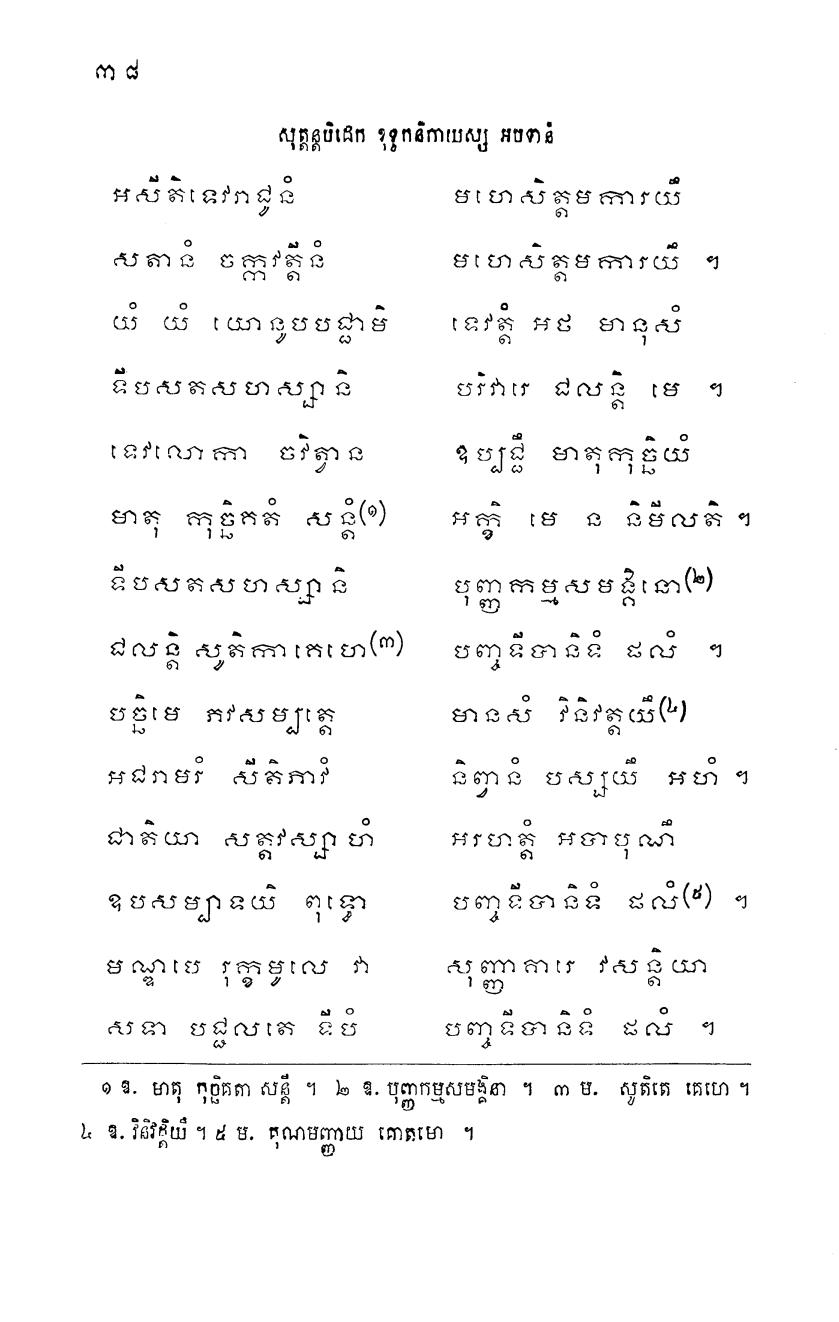 ៣៨
សុត្តន្តបិដេក ខុទ្ទកនិកាយស្ស អបទានំ
អសីតិទេវរាជូនំ មហេសិត្តមការយឹ
សតានំ ចក្កវត្តីនំ មហេសិត្តមការយឹ ។
យំ យំ យោនូបបជ្ជាមិ ទេវត្តំ អថ មានុសំ
ទីបសតសហស្សានិ បរិវារេ ជលន្តិ មេ ។
ទេវលោកា ចវិត្វាន ឧប្បជ្ជឹ មាតុកុច្ឆិយំ
មាតុ កុច្ឆិគតំ សន្តំ(១) អក្ខិ មេ ន និមីលតិ ។
ទីបសតសហស្សានិ បុញ្ញកម្មសមង្គិនោ(២)
ជលន្តិ សូតិកាគេហេ(៣) បញ្ចទីបានិទំ ផលំ ។
បច្ឆិមេ ភវសម្បត្តេ មានសំ វិនិវត្តយឹ(៤)
អជរាមរំ សីតិភាវំ និព្វានំ បស្សយឹ អហំ ។
ជាតិយា សត្តវស្សាហំ អរហត្តំ អបាបុណឹ
ឧបសម្បាទយិ ពុទ្ធោ បញ្ចទីបានិទំ ផលំ(៥) ។
មណ្ឌបេ រុក្ខមូលេ វា សុញ្ញាគារេ វសន្តិយា
សទា បជ្ជលតេ ទីបំ បញ្ចទីបានិទំ ផលំ ។
១ ឱ. មាតុ កុច្ឆិគតា សន្តី ។ ២ ឱ. បុញ្ញកម្មសមង្គិនា ។ ៣ ម. សូតិគេ គេហេ ។
៤ ឱ. វិនិវដ្តិយឹ ។ ៥ ម. គុណមញ្ញាយ គោតមោ ។